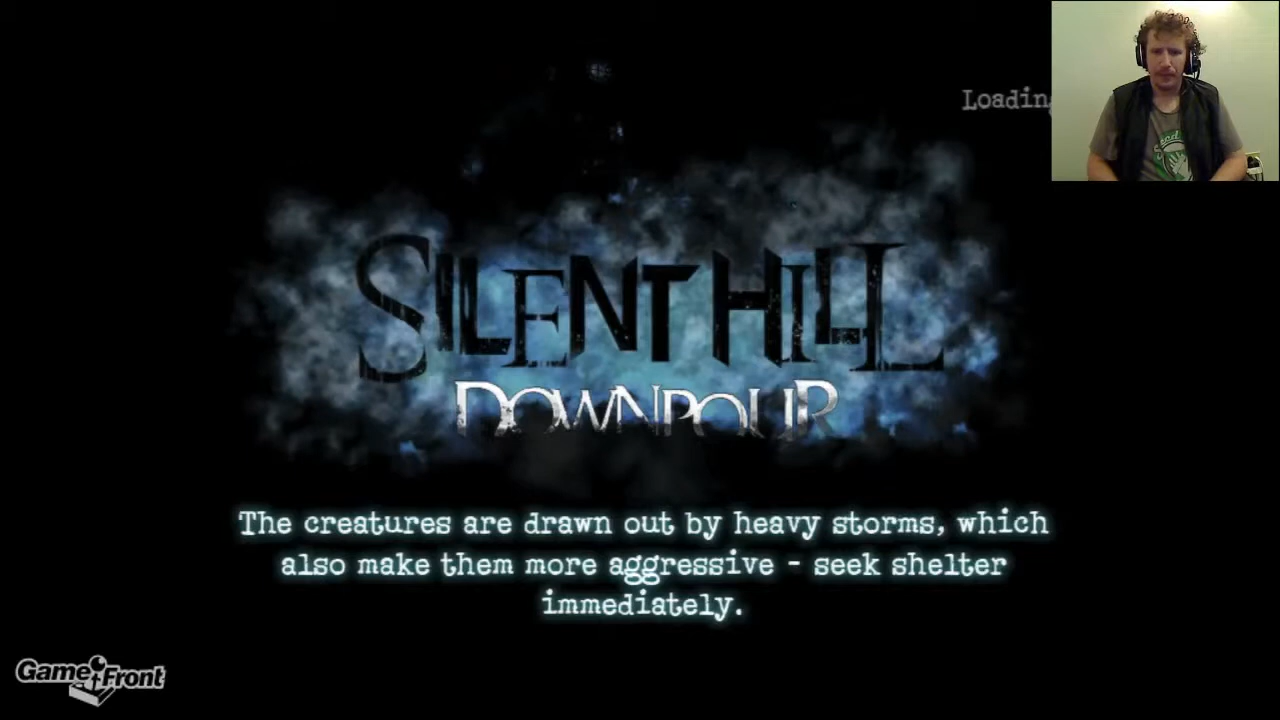 Loading
SILENT HILL
DOWNPOUR
The creatures are drawn out by heavy storms, which
also make them more aggressive - seek shelter
immediately.
GameFront